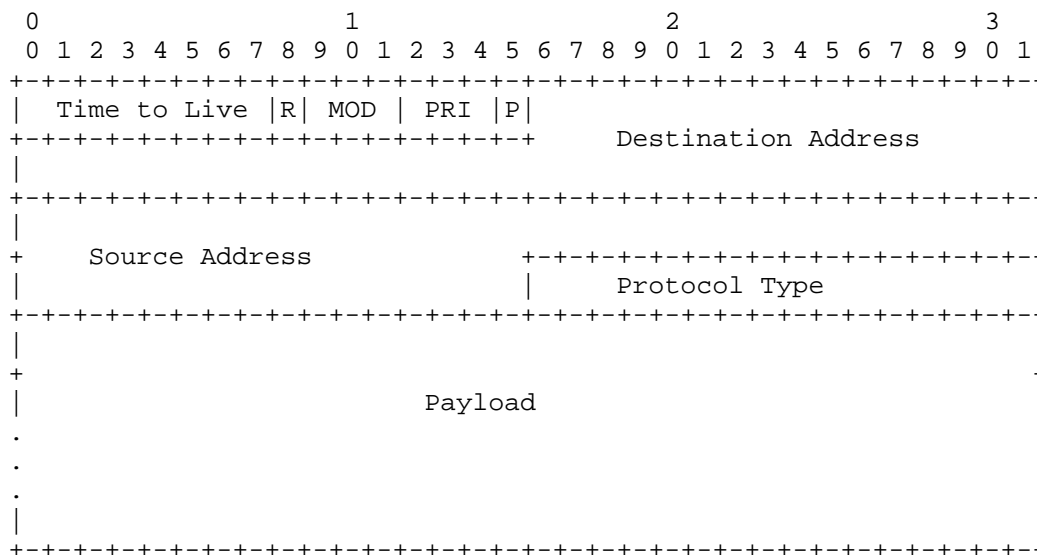 0                   1                   2                   3
 0 1 2 3 4 5 6 7 8 9 0 1 2 3 4 5 6 7 8 9 0 1 2 3 4 5 6 7 8 9 0 1
+-+-+-+-+-+-+-+-+-+-+-+-+-+-+-+-+-+-+-+-+-+-+-+-+-+-+-+-+-+-+-+-
|  Time to Live |R| MOD | PRI |P|
+-+-+-+-+-+-+-+-+-+-+-+-+-+-+-+-+     Destination Address
|
+-+-+-+-+-+-+-+-+-+-+-+-+-+-+-+-+-+-+-+-+-+-+-+-+-+-+-+-+-+-+-+-
|
+    Source Address             +-+-+-+-+-+-+-+-+-+-+-+-+-+-+-+-
|                               |     Protocol Type
+-+-+-+-+-+-+-+-+-+-+-+-+-+-+-+-+-+-+-+-+-+-+-+-+-+-+-+-+-+-+-+-
|
+                                                               -
|                         Payload
.
.
.
|
+-+-+-+-+-+-+-+-+-+-+-+-+-+-+-+-+-+-+-+-+-+-+-+-+-+-+-+-+-+-+-+-